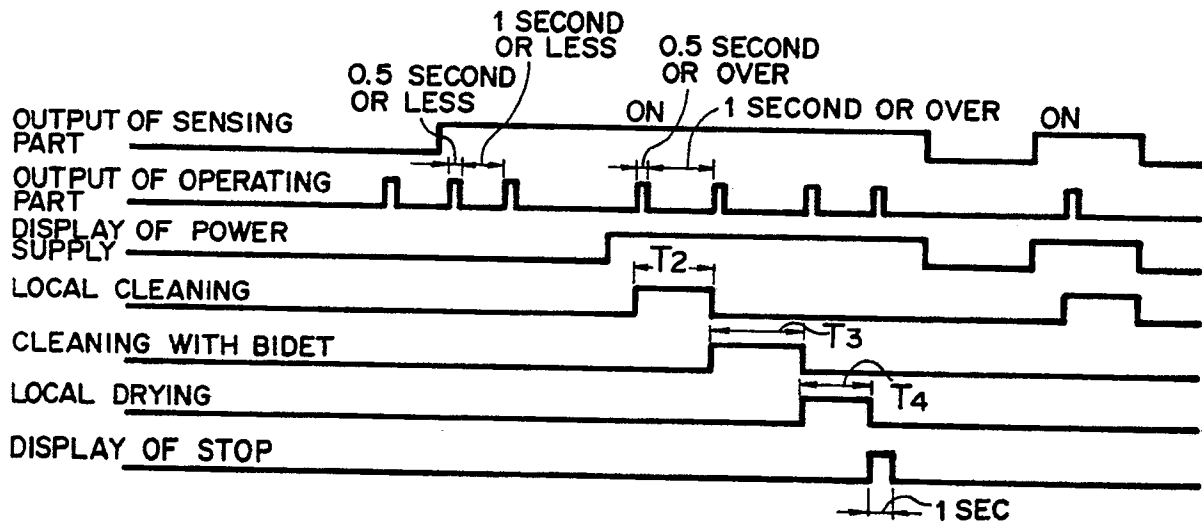 1 SECOND
OR LESS
0.5 SECOND
OR LESS
0.5 SECOND
OR OVER
1 SECOND OR OVER
ON
ON
OUTPUT OF SENSING
PART
OUTPUT OF OPERATING
PART
DISPLAY OF POWER
SUPPLY
T2
LOCAL CLEANING
T3
CLEANING WITH BIDET
T4
LOCAL DRYING
DISPLAY OF STOP
1 SEC